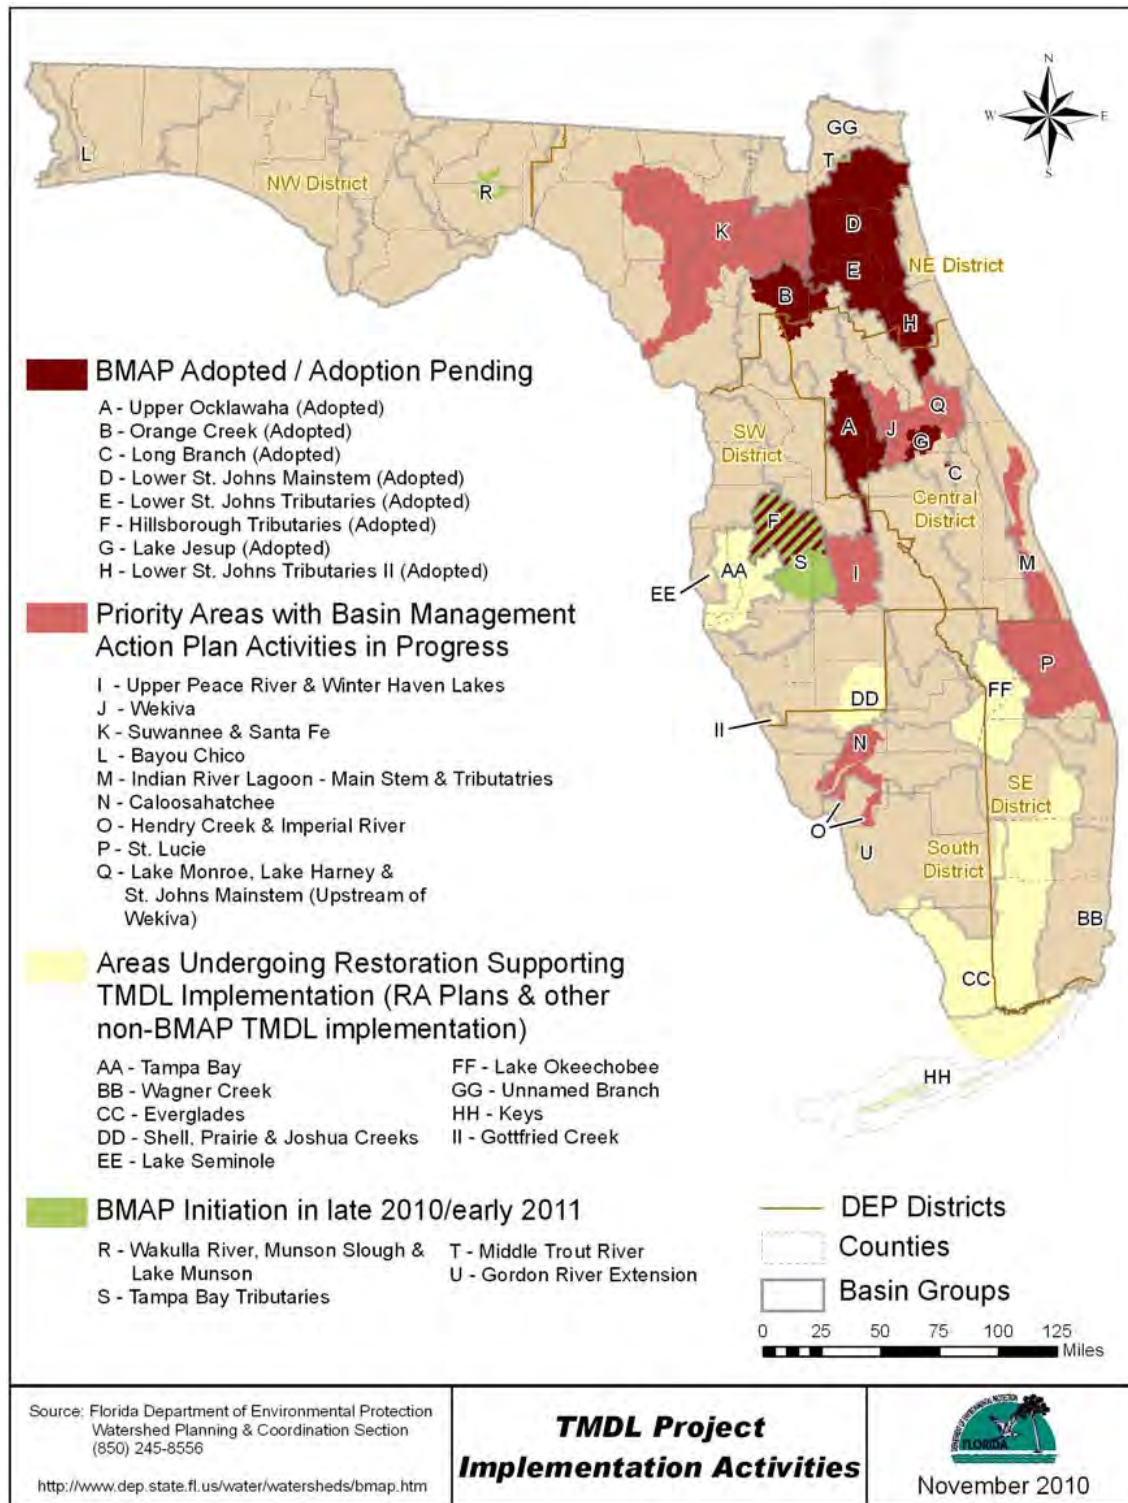 N
W
E
S
GG
T
L
NW District
R
K
D
E
NE District
B
H
A
J
Q
G
C
SW
District
Central
District
F
S
I
AA
EE
M
P
DD
FF
II
N
O
SE
District
U
South
District
BB
CC
HH
BMAP Adopted / Adoption Pending
A - Upper Ocklawaha (Adopted)
B - Orange Creek (Adopted)
C - Long Branch (Adopted)
D - Lower St. Johns Mainstem (Adopted)
E - Lower St. Johns Tributaries (Adopted)
F - Hillsborough Tributaries (Adopted)
G - Lake Jesup (Adopted)
H - Lower St. Johns Tributaries II (Adopted)
Priority Areas with Basin Management
Action Plan Activities in Progress
I - Upper Peace River & Winter Haven Lakes
J - Wekiva
K - Suwannee & Santa Fe
L - Bayou Chico
M - Indian River Lagoon - Main Stem & Tributatries
N - Caloosahatchee
O - Hendry Creek & Imperial River
P - St. Lucie
Q - Lake Monroe, Lake Harney &
St. Johns Mainstem (Upstream of
Wekiva)
Areas Undergoing Restoration Supporting
TMDL Implementation (RA Plans & other
non-BMAP TMDL implementation)
AA - Tampa Bay
BB - Wagner Creek
CC - Everglades
DD - Shell, Prairie & Joshua Creeks
EE - Lake Seminole
FF - Lake Okeechobee
GG - Unnamed Branch
HH - Keys
II - Gottfried Creek
BMAP Initiation in late 2010/early 2011
R - Wakulla River, Munson Slough &
Lake Munson
S - Tampa Bay Tributaries
T - Middle Trout River
U - Gordon River Extension
DEP Districts
Counties
Basin Groups
0 25 50 75 100 125
Miles
Source: Florida Department of Environmental Protection
Watershed Planning & Coordination Section
(850) 245-8556
http://www.dep.state.fl.us/water/watersheds/bmap.htm
TMDL Project
Implementation Activities
DEPARTMENT OF ENVIRONMENTAL PROTECTION
FLORIDA
November 2010